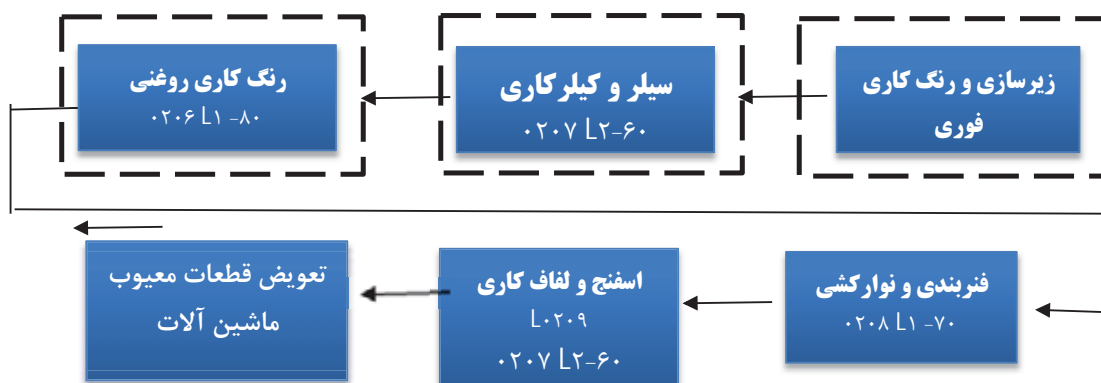 زیرسازی و رنگ کاری
فوری
سیلر و کیلرکاری
۰۲۰۷ L۲-۶۰
رنگ کاری روغنی
۰۲۰۶ L۱ -۸۰
فنربندی و نوارکشی
۰۲۰۸ L۱ -۷۰
اسفنج و لفاف کاری
L۰۲۰۹
۰۲۰۷ L۲-۶۰
تعویض قطعات معیوب
ماشین آلات